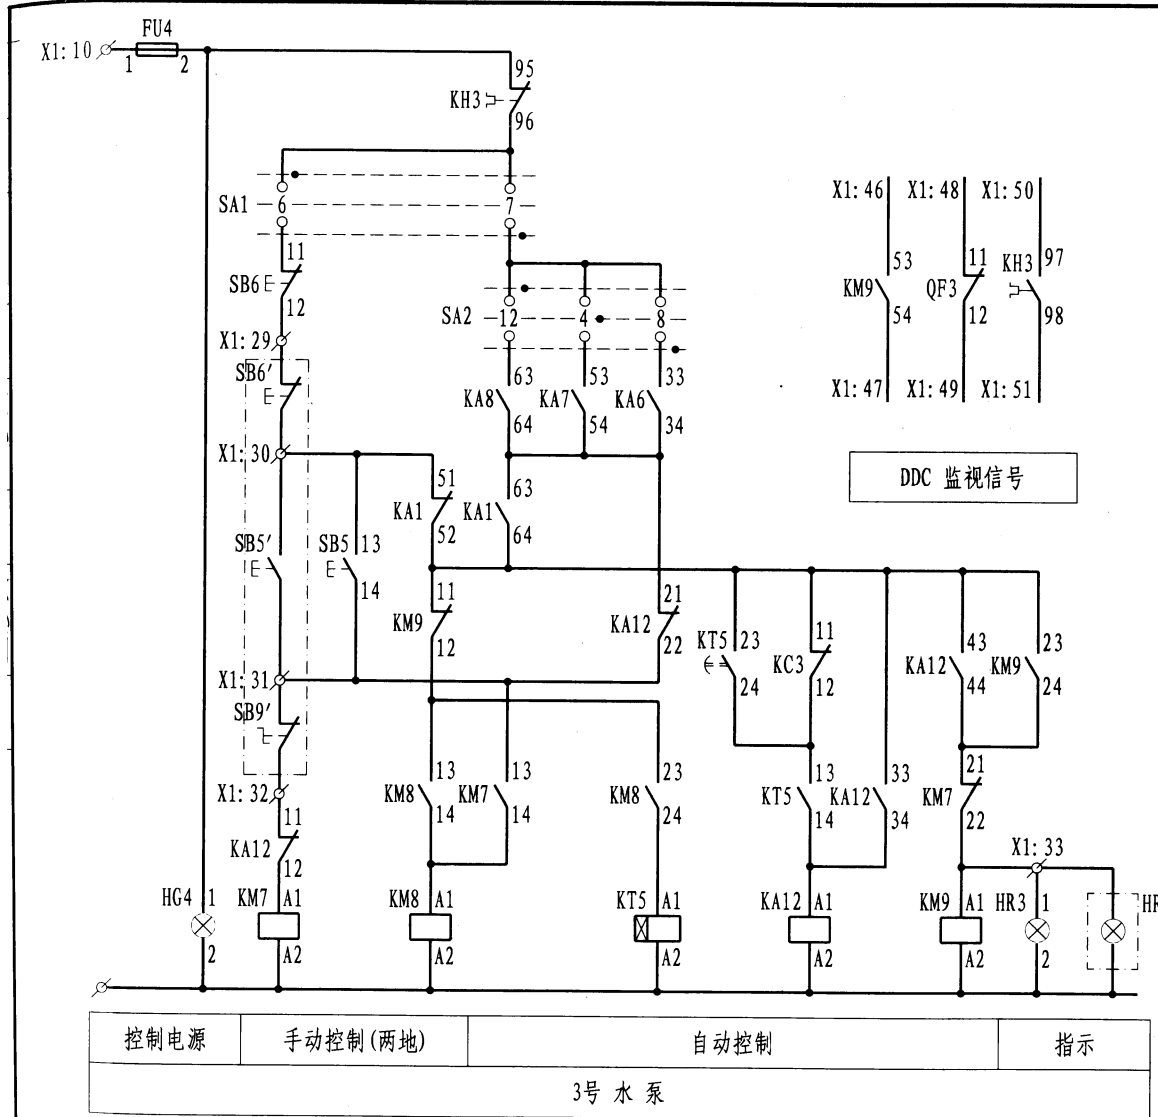 FU4
X1:10
1 2
95
KH3
96
SA1 6 7
11
SB6
12
X1:29
SB6′
SA2 12 4 8
63 53 33
KA8 KA7 KA6
64 54 34
X1:30
51 63
KA1 KA1
52 64
SB5′ SB5 13
14
11 21
KM9 KA12
12 22
KT5 23 11 43 23
KC3 KA12 KM9
24 12 44 24
X1:31
SB9′
13 13 23 13 33 21
KM8 KM7 KM8 KT5 KA12 KM7
14 14 24 14 34 22
X1:32
11
KA12
12
X1:33
HG4 1 KM7 A1 KM8 A1 KT5 A1 KA12 A1 KM9 A1 HR3 1 HR
2 A2 A2 A2 A2 A2 2
X1:46 X1:48 X1:50
53 11 KH3 97
KM9 QF3
54 12 98
X1:47 X1:49 X1:51
DDC 监视信号
控制电源 手动控制(两地) 自动控制 指示
3号 水 泵